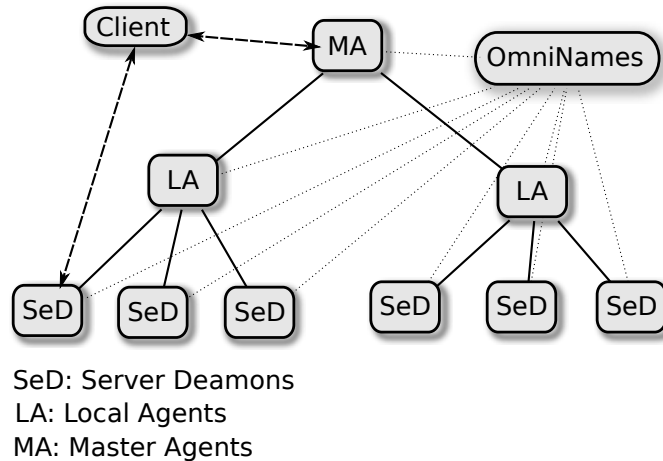 Client
MA
OmniNames
LA
LA
SeD
SeD
SeD
SeD
SeD
SeD
SeD: Server Deamons
LA: Local Agents
MA: Master Agents